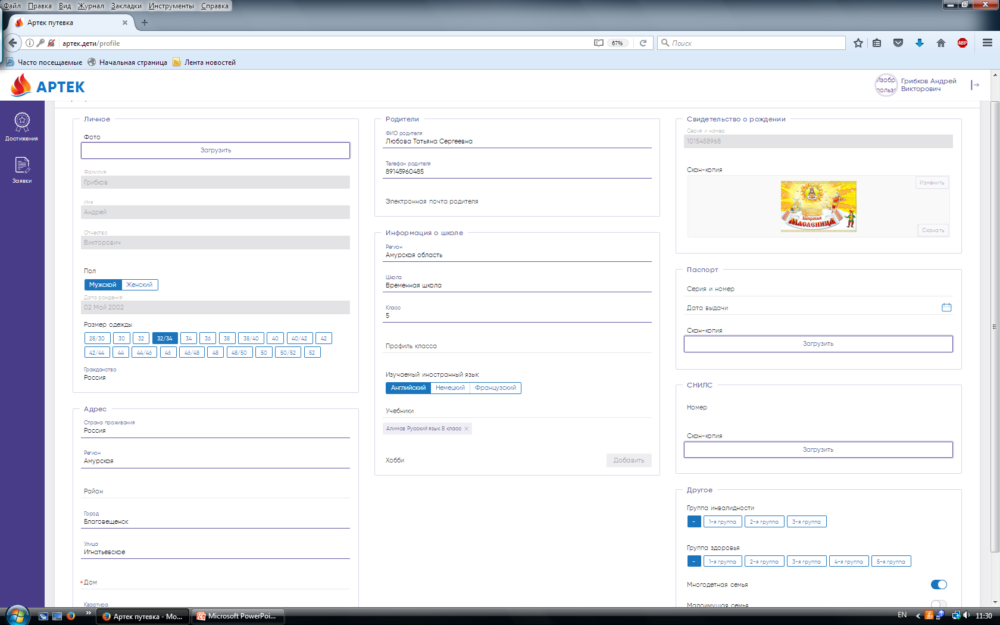 Файл Правка Вид Журнал Закладки Инструменты Справка
Артек путевка
артек.дети/profile
67%
Поиск
ABP
Часто посещаемые Начальная страница Лента новостей
АРТЕК
Изобр
польз
Грибков Андрей
Викторович
Достижения
Заявки
Личное
Фото
Загрузить
Фамилия
Грибков
Имя
Андрей
Отчество
Викторович
Пол
Мужской Женский
Дата рождения
02 Май 2002
Размер одежды
28/30 30 32 32/34 34 36 38 38/40 40 40/42 42
42/44 44 44/46 46 46/48 48 48/50 50 50/52 52
Гражданство
Россия
Адрес
Страна проживания
Россия
Регион
Амурская
Район
Город
Благовещенск
Улица
Игнатьевское
• Дом
Квартира
Родители
ФИО родителя
Любова Татьяна Сергеевна
Телефон родителя
89145960485
Электронная почта родителя
Информация о школе
Регион
Амурская область
Школа
Временная школа
Класс
5
Профиль класса
Изучаемый иностранный язык
Английский Немецкий Французский
Учебники
Алимов Русский язык 8 класс ×
Хобби
Добавить
Свидетельство о рождении
Серия и номер
1015458968
Скан-копия
Изменить
Широкая
Масленица
Скачать
Паспорт
Серия и номер
Дата выдачи
Скан-копия
Загрузить
СНИЛС
Номер
Скан-копия
Загрузить
Другое
Группа инвалидности
- 1-я группа 2-я группа 3-я группа
Группа здоровья
- 1-я группа 2-я группа 3-я группа 4-я группа 5-я группа
Многодетная семья
Малоимущая семья
Артек путевка - Mo...
Microsoft PowerPoi...
EN
11:30